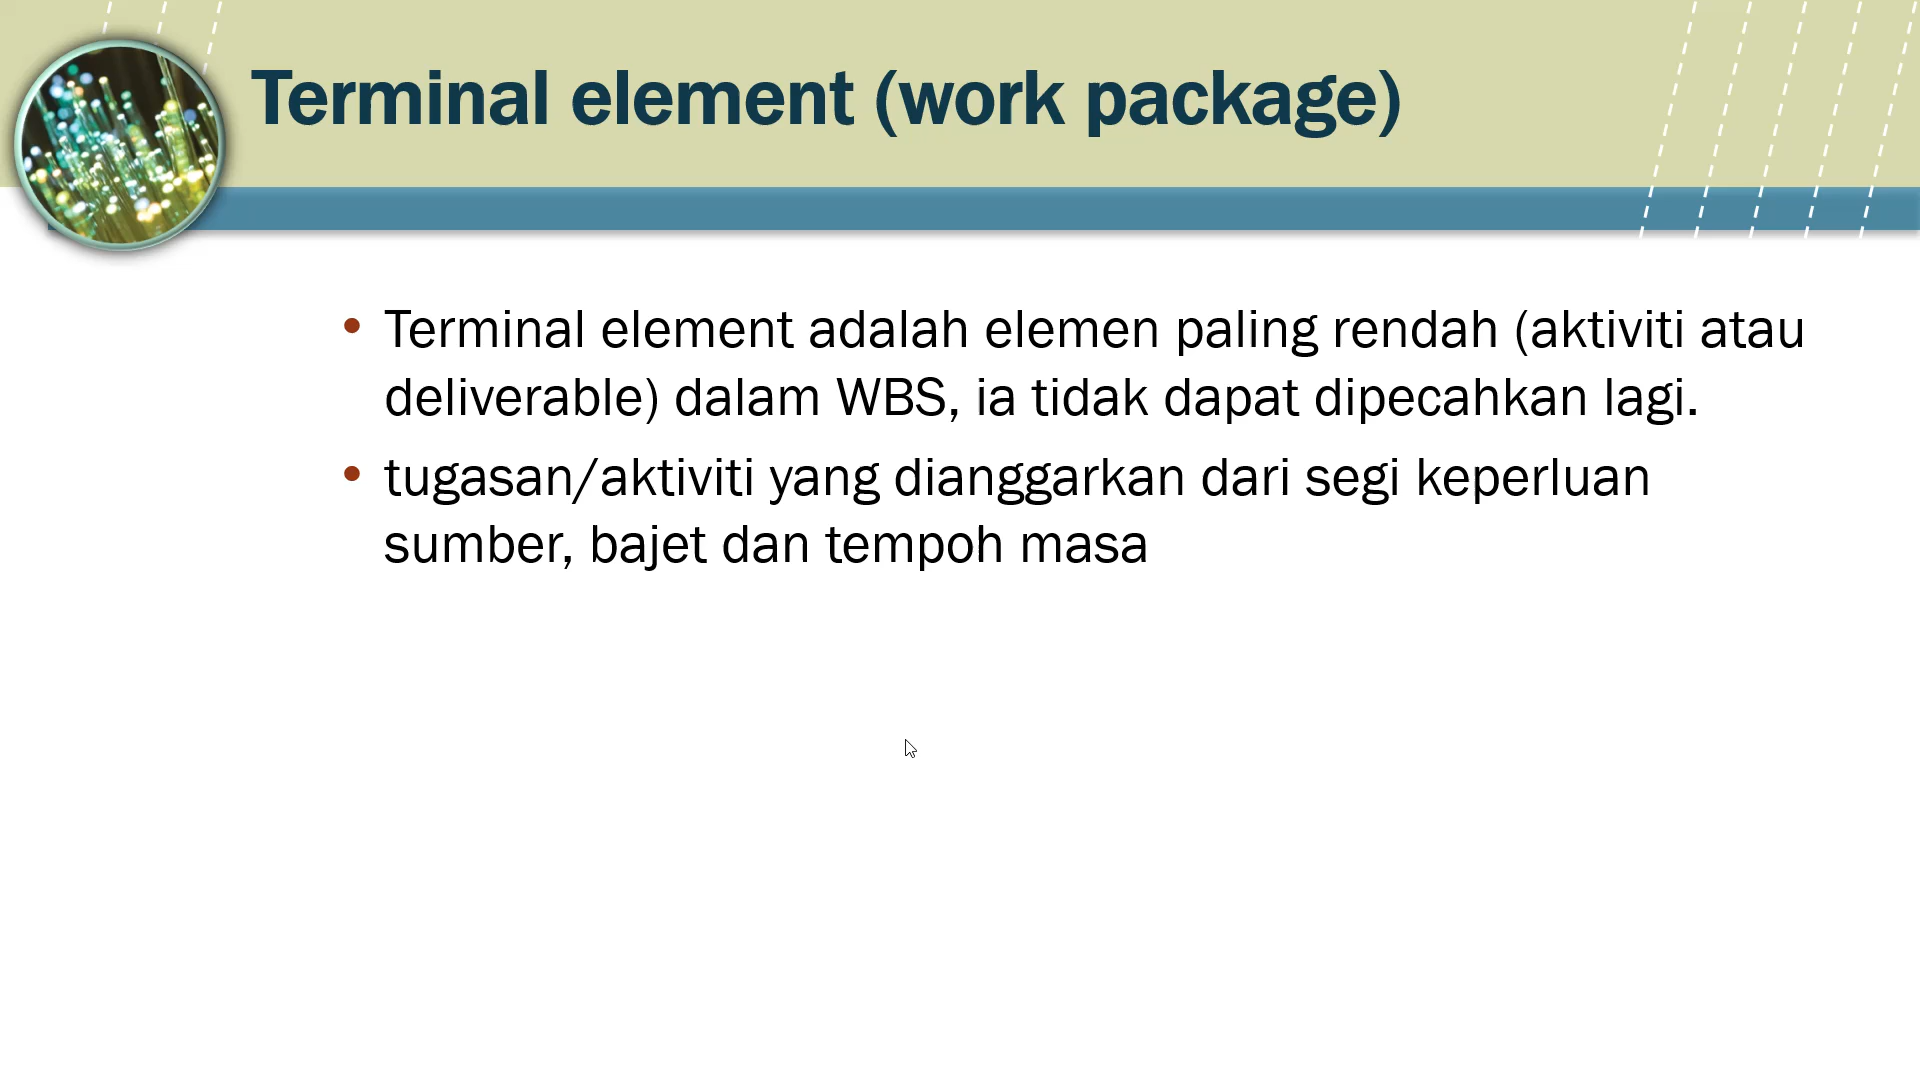 Terminal element (work package)
• Terminal element adalah elemen paling rendah (aktiviti atau
deliverable) dalam WBS, ia tidak dapat dipecahkan lagi.
• tugasan/aktiviti yang dianggarkan dari segi keperluan
sumber, bajet dan tempoh masa